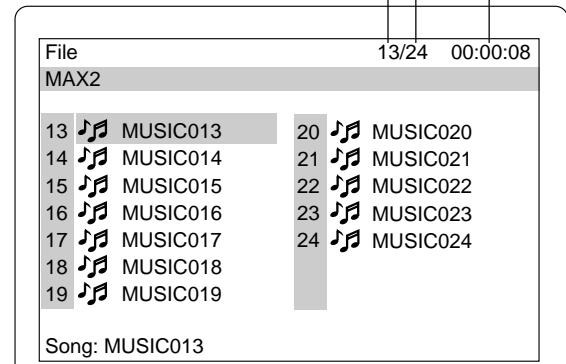 File 13/24 00:00:08
MAX2
13 MUSIC013
14 MUSIC014
15 MUSIC015
16 MUSIC016
17 MUSIC017
18 MUSIC018
19 MUSIC019
20 MUSIC020
21 MUSIC021
22 MUSIC022
23 MUSIC023
24 MUSIC024
Song: MUSIC013